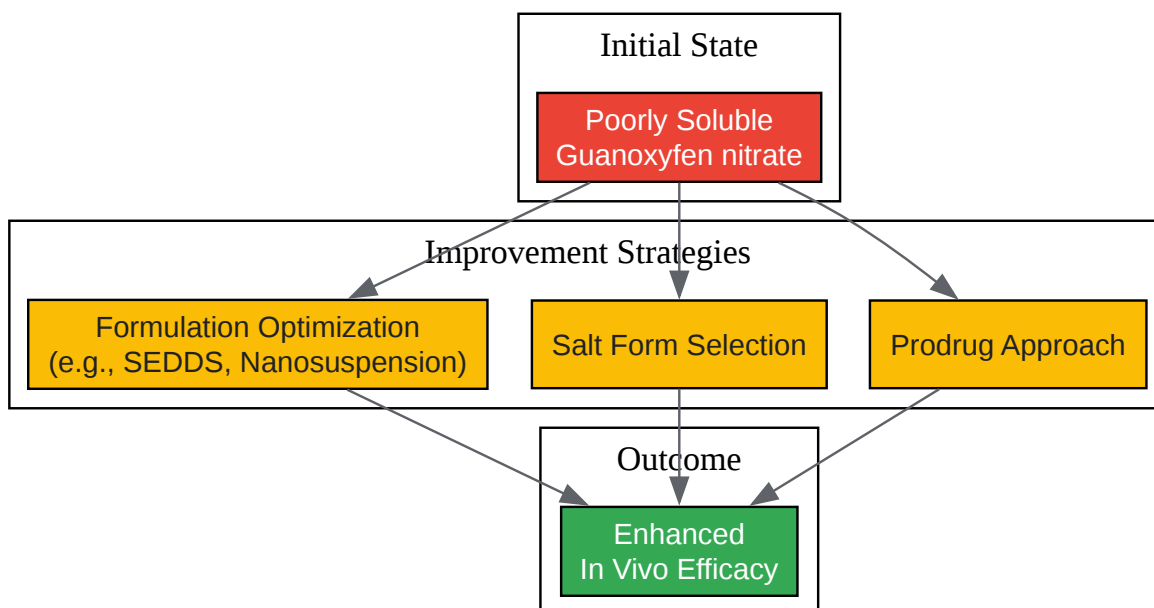 Initial State
Poorly Soluble
Guanoxyfen nitrate
Improvement Strategies
Formulation Optimization
(e.g., SEDDS, Nanosuspension)
Salt Form Selection
Prodrug Approach
Outcome
Enhanced
In Vivo Efficacy